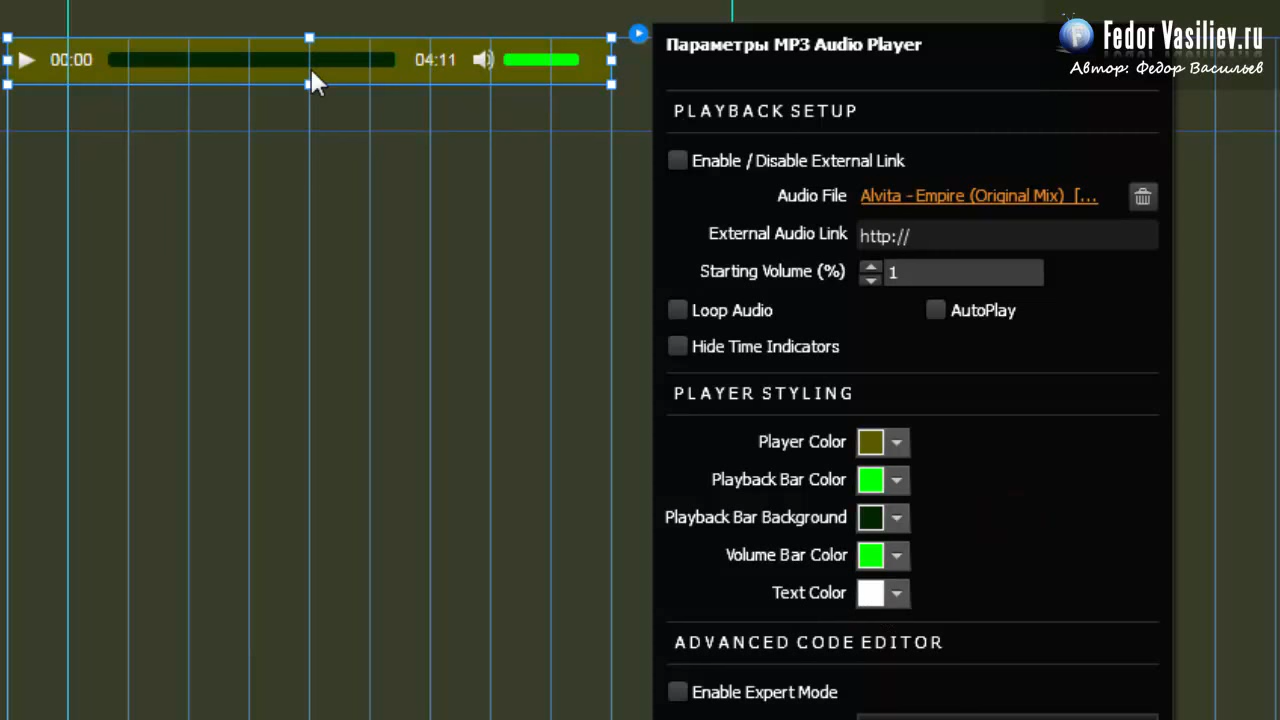 Fedor Vasiliev.ru
Автор: Федор Васильев
00:00
04:11
Параметры MP3 Audio Player
PLAYBACK SETUP
Enable / Disable External Link
Audio File Alvita - Empire (Original Mix) [...
External Audio Link http://
Starting Volume (%) 1
Loop Audio AutoPlay
Hide Time Indicators
PLAYER STYLING
Player Color
Playback Bar Color
Playback Bar Background
Volume Bar Color
Text Color
ADVANCED CODE EDITOR
Enable Expert Mode